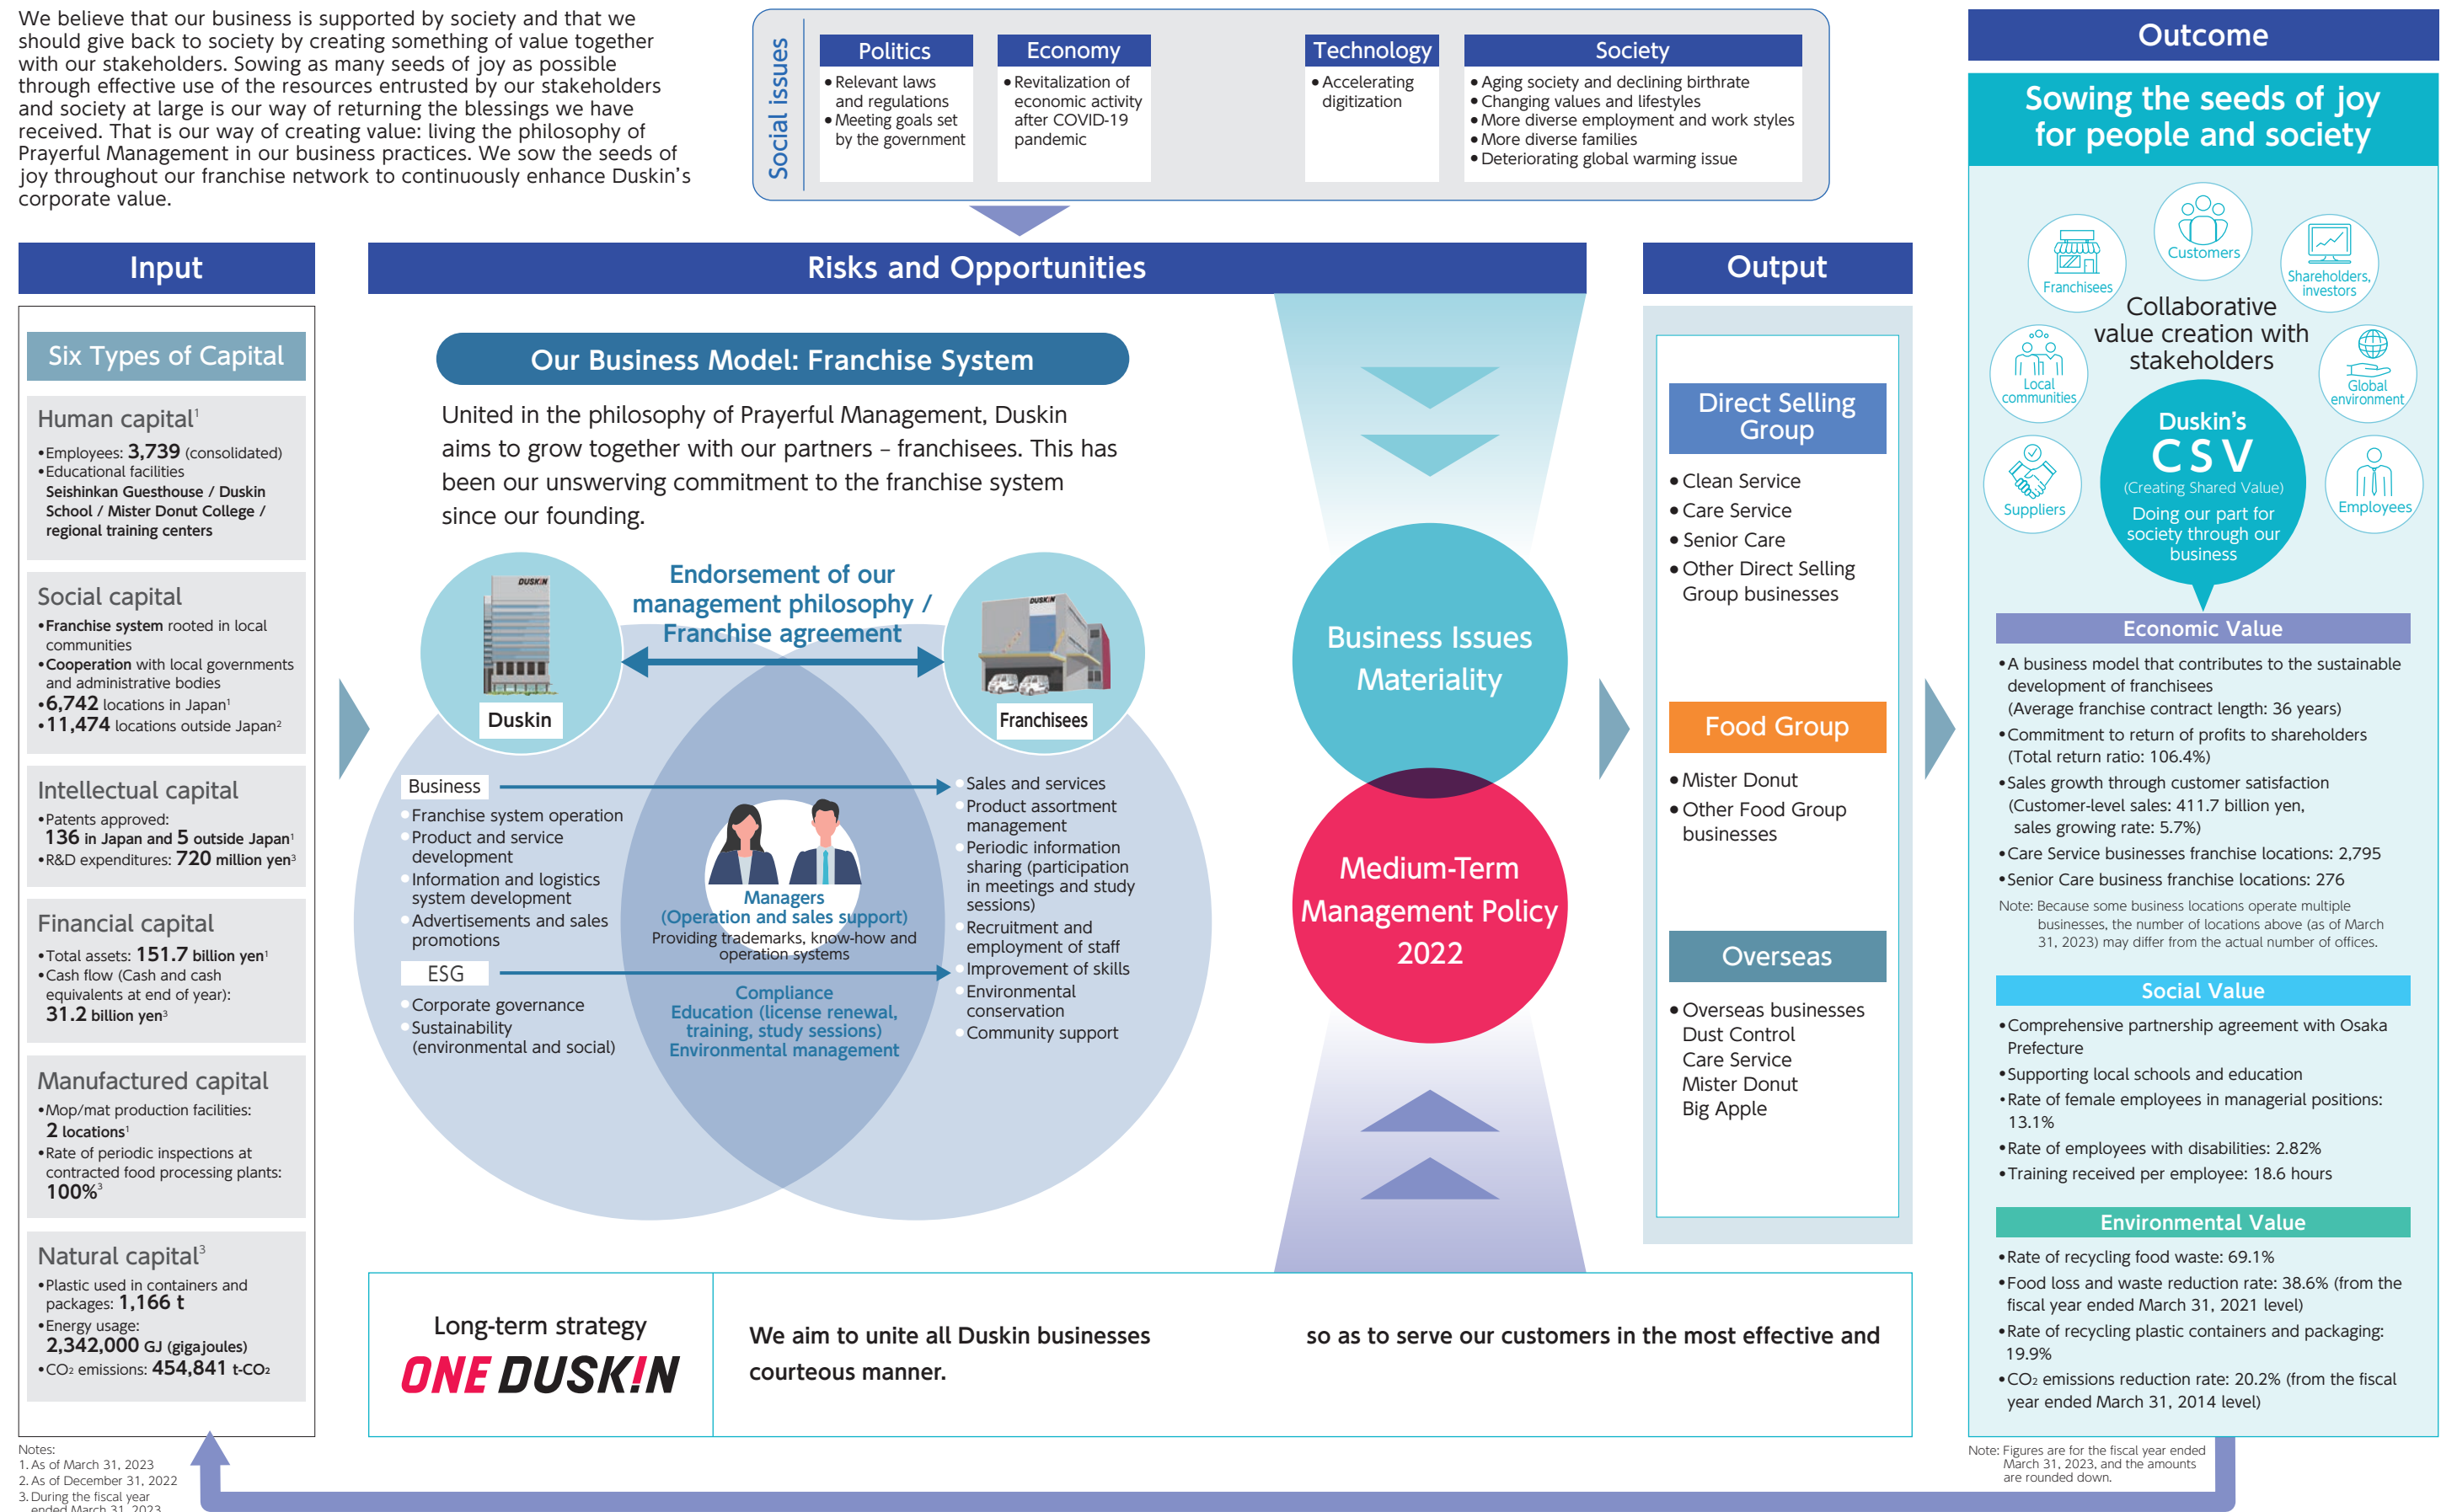 We believe that our business is supported by society and that we
should give back to society by creating something of value together
with our stakeholders. Sowing as many seeds of joy as possible
through effective use of the resources entrusted by our stakeholders
and society at large is our way of returning the blessings we have
received. That is our way of creating value: living the philosophy of
Prayerful Management in our business practices. We sow the seeds of
joy throughout our franchise network to continuously enhance Duskin's
corporate value.
Social issues
Politics
• Relevant laws
and regulations
• Meeting goals set
by the government
Economy
• Revitalization of
economic activity
after COVID-19
pandemic
Technology
• Accelerating
digitization
Society
• Aging society and declining birthrate
• Changing values and lifestyles
• More diverse employment and work styles
• More diverse families
• Deteriorating global warming issue
Input
Six Types of Capital
Human capital¹
• Employees: 3,739 (consolidated)
• Educational facilities
Seishinkan Guesthouse / Duskin
School / Mister Donut College /
regional training centers
Social capital
• Franchise system rooted in local
communities
• Cooperation with local governments
and administrative bodies
• 6,742 locations in Japan¹
• 11,474 locations outside Japan²
Intellectual capital
• Patents approved:
136 in Japan and 5 outside Japan¹
• R&D expenditures: 720 million yen³
Financial capital
• Total assets: 151.7 billion yen¹
• Cash flow (Cash and cash
equivalents at end of year):
31.2 billion yen³
Manufactured capital
• Mop/mat production facilities:
2 locations¹
• Rate of periodic inspections at
contracted food processing plants:
100%³
Natural capital³
• Plastic used in containers and
packages: 1,166 t
• Energy usage:
2,342,000 GJ (gigajoules)
• CO₂ emissions: 454,841 t-CO₂
Notes:
1. As of March 31, 2023
2. As of December 31, 2022
3. During the fiscal year
ended March 31, 2023
Risks and Opportunities
Our Business Model: Franchise System
United in the philosophy of Prayerful Management, Duskin
aims to grow together with our partners – franchisees. This has
been our unswerving commitment to the franchise system
since our founding.
Endorsement of our
management philosophy /
Franchise agreement
DUSKIN
Duskin
DUSKIN
Franchisees
Business
Franchise system operation
Product and service
development
Information and logistics
system development
Advertisements and sales
promotions
ESG
Corporate governance
Sustainability
(environmental and social)
Managers
(Operation and sales support)
Providing trademarks, know-how and
operation systems
Compliance
Education (license renewal,
training, study sessions)
Environmental management
Sales and services
Product assortment
management
Periodic information
sharing (participation
in meetings and study
sessions)
Recruitment and
employment of staff
Improvement of skills
Environmental
conservation
Community support
Business Issues
Materiality
Medium-Term
Management Policy
2022
Long-term strategy
ONE DUSK!N
We aim to unite all Duskin businesses so as to serve our customers in the most effective and
courteous manner.
Output
Direct Selling
Group
• Clean Service
• Care Service
• Senior Care
• Other Direct Selling
Group businesses
Food Group
• Mister Donut
• Other Food Group
businesses
Overseas
• Overseas businesses
Dust Control
Care Service
Mister Donut
Big Apple
Outcome
Sowing the seeds of joy
for people and society
Customers
Franchisees
Shareholders,
investors
Collaborative
value creation with
stakeholders
Local
communities
Global
environment
Suppliers
Employees
Duskin's
CSV
(Creating Shared Value)
Doing our part for
society through our
business
Economic Value
• A business model that contributes to the sustainable
development of franchisees
(Average franchise contract length: 36 years)
• Commitment to return of profits to shareholders
(Total return ratio: 106.4%)
• Sales growth through customer satisfaction
(Customer-level sales: 411.7 billion yen,
sales growing rate: 5.7%)
• Care Service businesses franchise locations: 2,795
• Senior Care business franchise locations: 276
Note: Because some business locations operate multiple
businesses, the number of locations above (as of March
31, 2023) may differ from the actual number of offices.
Social Value
• Comprehensive partnership agreement with Osaka
Prefecture
• Supporting local schools and education
• Rate of female employees in managerial positions:
13.1%
• Rate of employees with disabilities: 2.82%
• Training received per employee: 18.6 hours
Environmental Value
• Rate of recycling food waste: 69.1%
• Food loss and waste reduction rate: 38.6% (from the
fiscal year ended March 31, 2021 level)
• Rate of recycling plastic containers and packaging:
19.9%
• CO₂ emissions reduction rate: 20.2% (from the fiscal
year ended March 31, 2014 level)
Note: Figures are for the fiscal year ended
March 31, 2023, and the amounts
are rounded down.